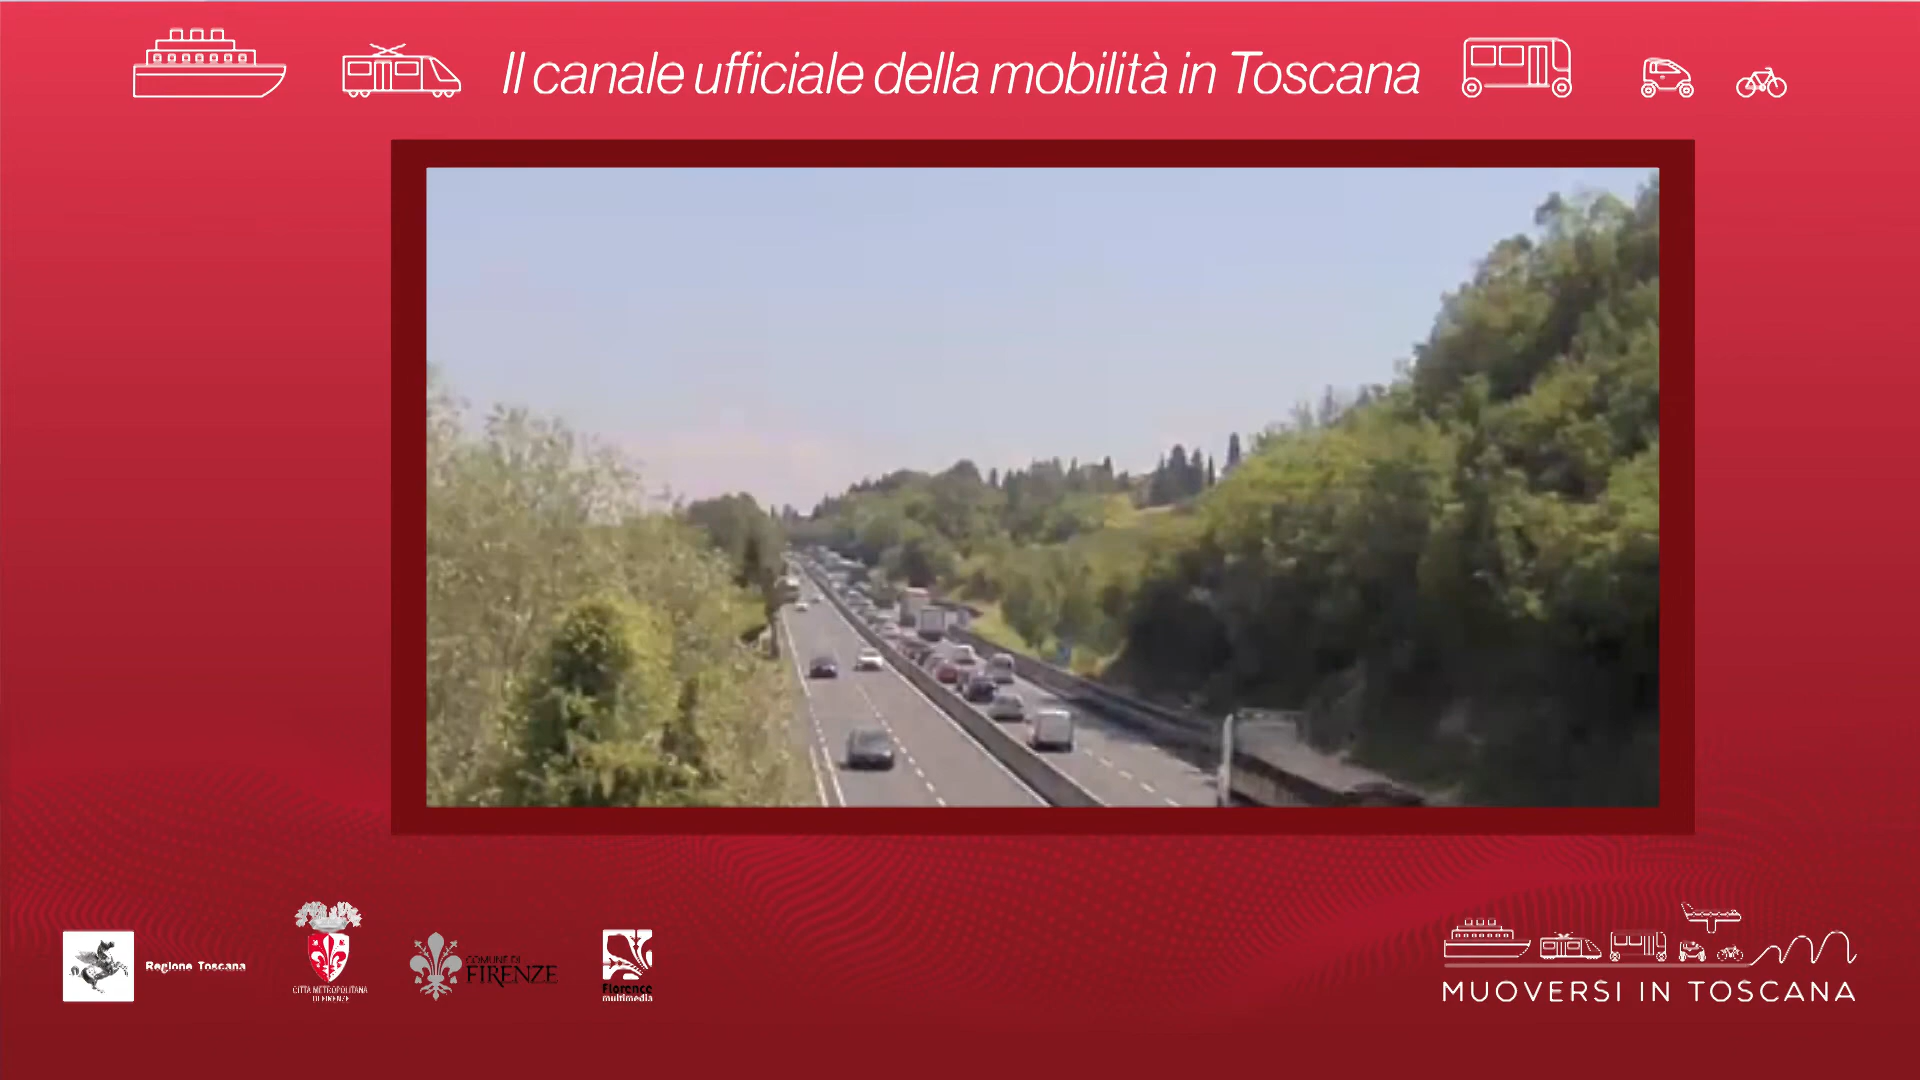 Il canale ufficiale della mobilità in Toscana
Regione Toscana
CITTÀ METROPOLITANA
DI FIRENZE
COMUNE DI
FIRENZE
Florence
multimedia
MUOVERSI IN TOSCANA